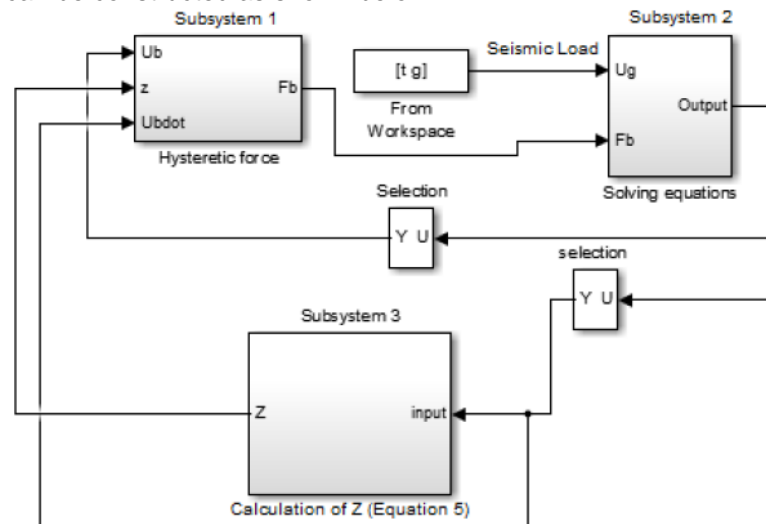 Subsystem 1
Ub
z
Ubdot
Fb
Hysteretic force
[t g]
From
Workspace
Seismic Load
Subsystem 2
Ug
Fb
Output
Solving equations
Selection
Y U
selection
Y U
Subsystem 3
Z
input
Calculation of Z (Equation 5)